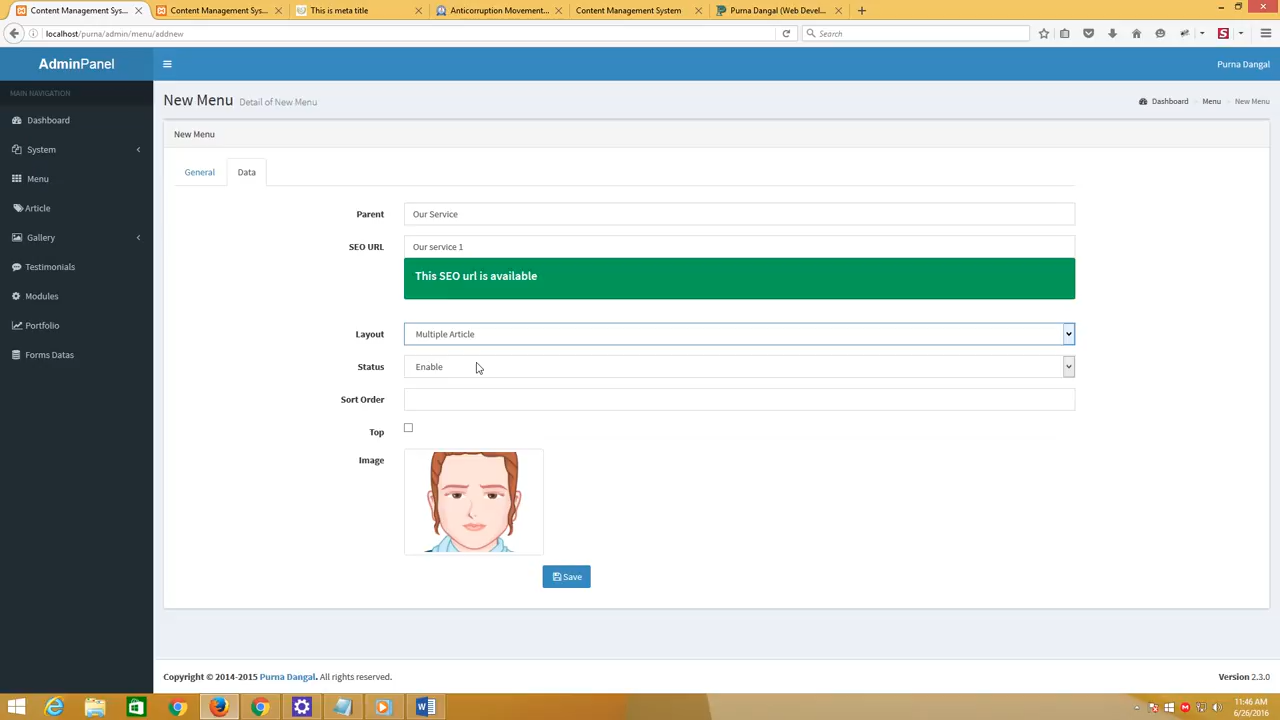 Content Management Sys...
Content Management Sys...
This is meta title
Anticorruption Movement...
Content Management System
Purna Dangal (Web Devel...
localhost/purna/admin/menu/addnew
Search
AdminPanel
Purna Dangal
MAIN NAVIGATION
Dashboard
System
Menu
Article
Gallery
Testimonials
Modules
Portfolio
Forms Datas
New Menu Detail of New Menu
Dashboard
Menu
New Menu
New Menu
General
Data
Parent
Our Service
SEO URL
Our service 1
This SEO url is available
Layout
Multiple Article
Status
Enable
Sort Order
Top
Image
Save
Copyright © 2014-2015 Purna Dangal. All rights reserved.
Version 2.3.0
11:46 AM
6/26/2016